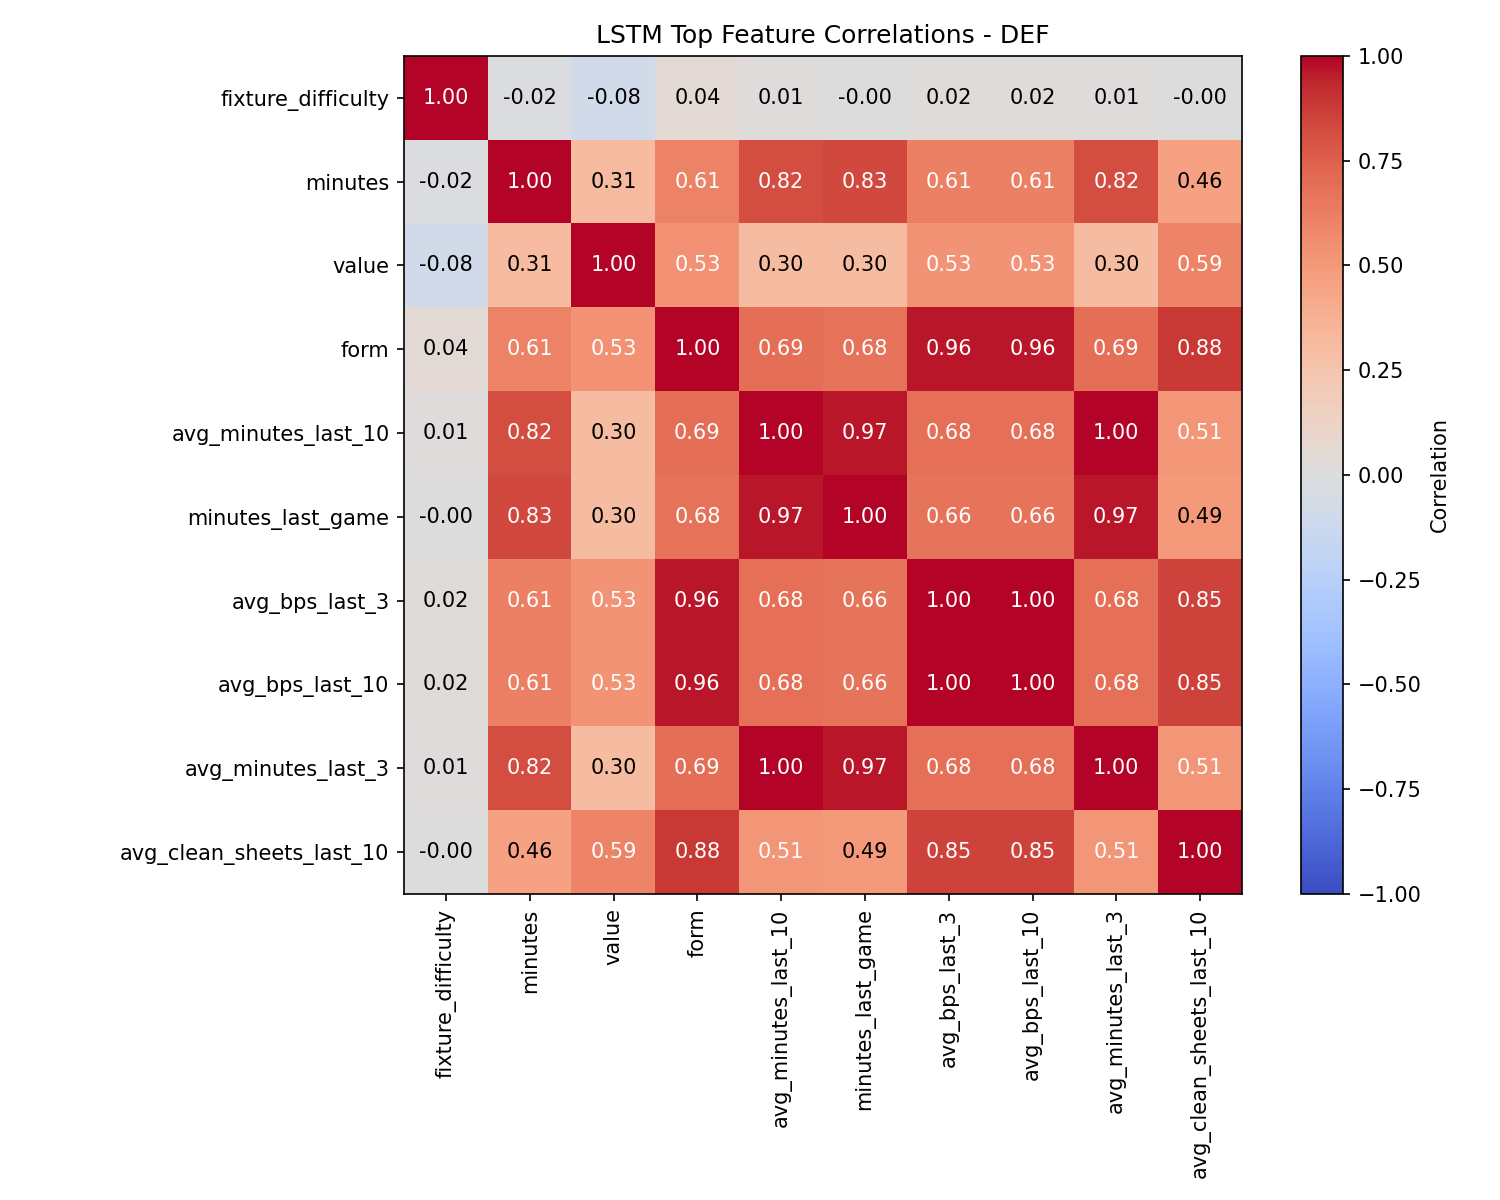 LSTM Top Feature Correlations - DEF
fixture_difficulty 1.00 -0.02 -0.08 0.04 0.01 -0.00 0.02 0.02 0.01 -0.00
minutes -0.02 1.00 0.31 0.61 0.82 0.83 0.61 0.61 0.82 0.46
value -0.08 0.31 1.00 0.53 0.30 0.30 0.53 0.53 0.30 0.59
form 0.04 0.61 0.53 1.00 0.69 0.68 0.96 0.96 0.69 0.88
avg_minutes_last_10 0.01 0.82 0.30 0.69 1.00 0.97 0.68 0.68 1.00 0.51
minutes_last_game -0.00 0.83 0.30 0.68 0.97 1.00 0.66 0.66 0.97 0.49
avg_bps_last_3 0.02 0.61 0.53 0.96 0.68 0.66 1.00 1.00 0.68 0.85
avg_bps_last_10 0.02 0.61 0.53 0.96 0.68 0.66 1.00 1.00 0.68 0.85
avg_minutes_last_3 0.01 0.82 0.30 0.69 1.00 0.97 0.68 0.68 1.00 0.51
avg_clean_sheets_last_10 -0.00 0.46 0.59 0.88 0.51 0.49 0.85 0.85 0.51 1.00
fixture_difficulty
minutes
value
form
avg_minutes_last_10
minutes_last_game
avg_bps_last_3
avg_bps_last_10
avg_minutes_last_3
avg_clean_sheets_last_10
1.00
0.75
0.50
0.25
0.00
−0.25
−0.50
−0.75
−1.00
Correlation